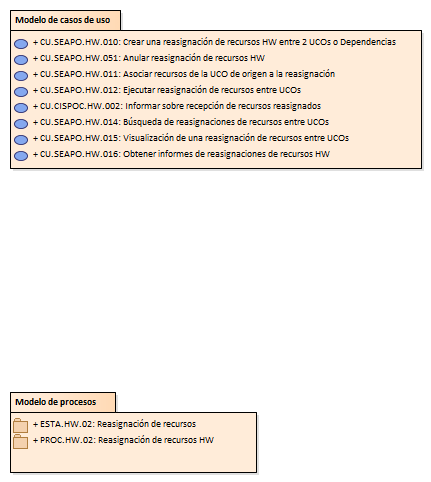 Modelo de casos de uso
+ CU.SEAPO.HW.010: Crear una reasignación de recursos HW entre 2 UCOs o Dependencias
+ CU.SEAPO.HW.051: Anular reasignación de recursos HW
+ CU.SEAPO.HW.011: Asociar recursos de la UCO de origen a la reasignación
+ CU.SEAPO.HW.012: Ejecutar reasignación de recursos entre UCOs
+ CU.CISPOC.HW.002: Informar sobre recepción de recursos reasignados
+ CU.SEAPO.HW.014: Búsqueda de reasignaciones de recursos entre UCOs
+ CU.SEAPO.HW.015: Visualización de una reasignación de recursos entre UCOs
+ CU.SEAPO.HW.016: Obtener informes de reasignaciones de recursos HW
Modelo de procesos
+ ESTA.HW.02: Reasignación de recursos
+ PROC.HW.02: Reasignación de recursos HW